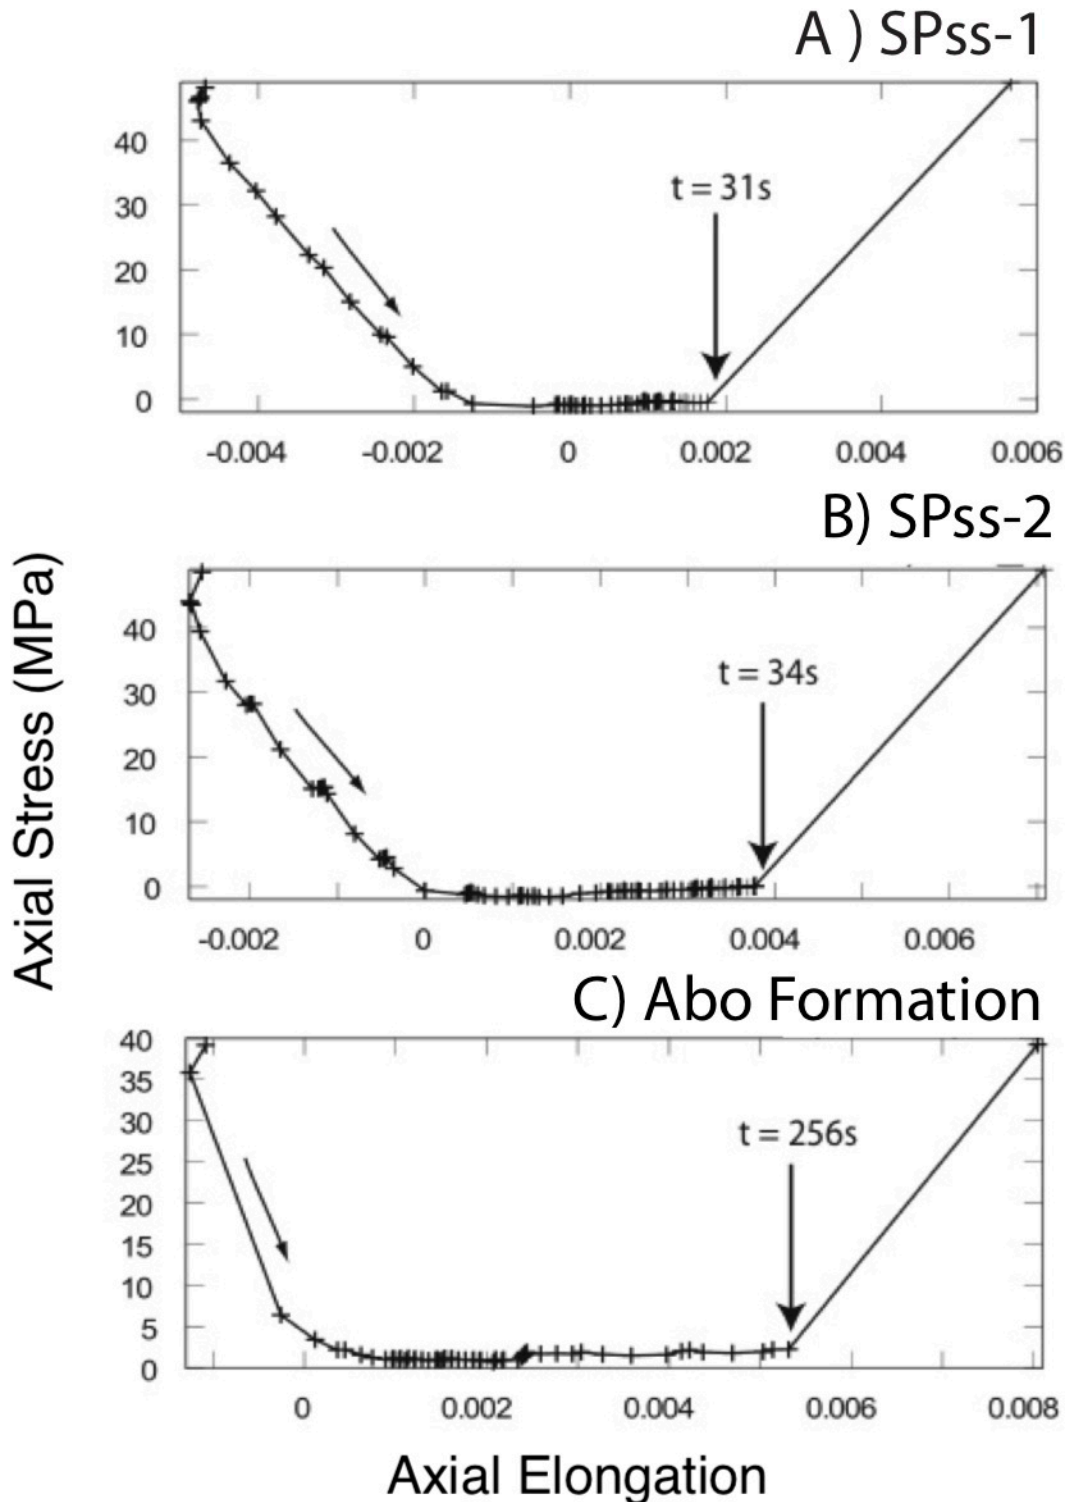 A ) SPss-1
t = 31s
40
30
20
10
0
-0.004 -0.002 0 0.002 0.004 0.006
B) SPss-2
t = 34s
40
30
20
10
0
-0.002 0 0.002 0.004 0.006
Axial Stress (MPa)
C) Abo Formation
t = 256s
40
35
30
25
20
15
10
5
0
0 0.002 0.004 0.006 0.008
Axial Elongation